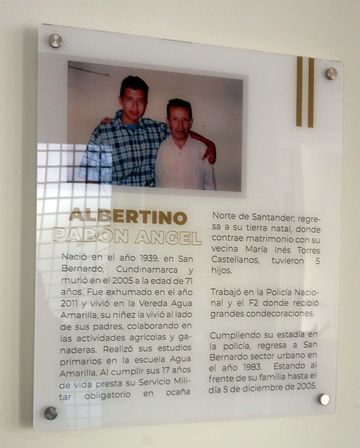 ALBERTINO
PABÓN ANGEL
Nació en el año 1939, en San
Bernardo, Cundinamarca y
murió en el 2005 a la edad de 71
años. Fue exhumado en el año
2011 y vivió en la Vereda Agua
Amarilla, su niñez la vivió al lado
de sus padres, colaborando en
las actividades agrícolas y ga-
naderas. Realizó sus estudios
primarios en la escuela Agua
Amarilla. Al cumplir sus 17 años
de vida presta su Servicio Mili-
tar obligatorio en ocaña
Norte de Santander; regre-
sa a su tierra natal, donde
contrae matrimonio con su
vecina María Inés Torres
Castellanos, tuvieron 5
hijos.
Trabajó en la Policía Nacio-
nal y el F2 donde recibió
grandes condecoraciones.
Cumpliendo su estadía en
la policía, regresa a San
Bernardo sector urbano en
el año 1983. Estando al
frente de su familia hasta el
día 5 de diciembre de 2005.